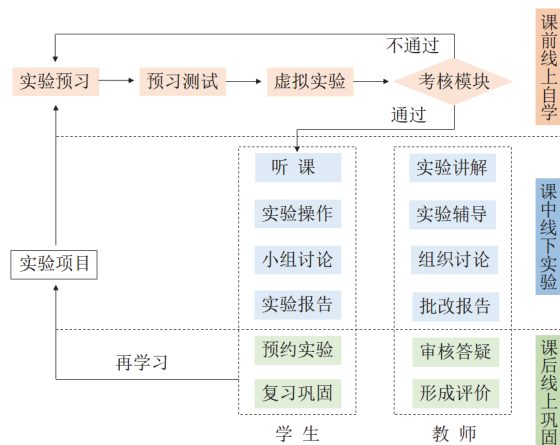 不通过
实验预习
预习测试
虚拟实验
考核模块
课前线上自学
通过
听 课
实验讲解
实验操作
实验辅导
实验项目
小组讨论
组织讨论
课中线下实验
实验报告
批改报告
再学习
预约实验
审核答疑
复习巩固
形成评价
课后线上巩固
学 生
教 师